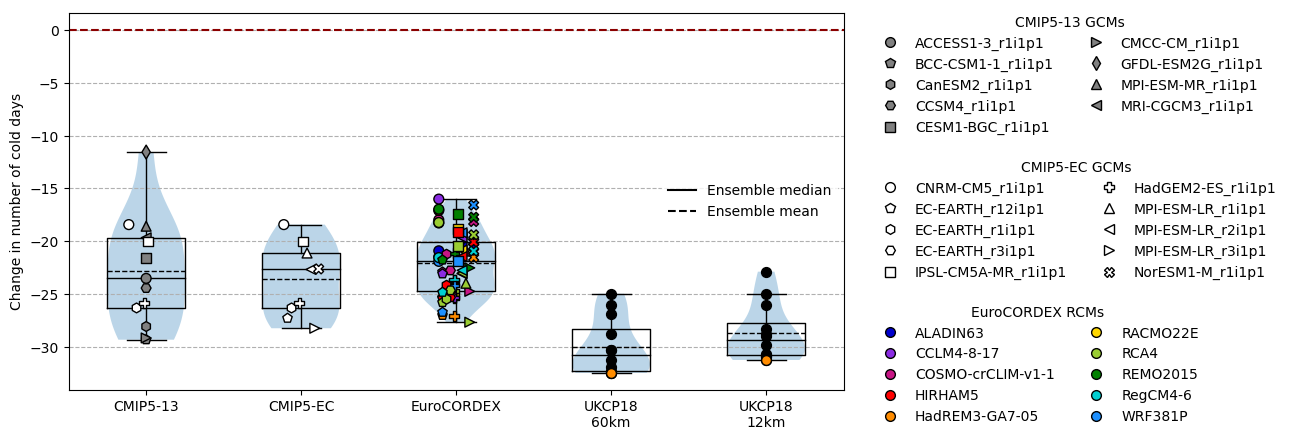 Change in number of cold days
0
−5
−10
−15
−20
−25
−30
CMIP5-13
CMIP5-EC
EuroCORDEX
UKCP18
60km
UKCP18
12km
Ensemble median
Ensemble mean
CMIP5-13 GCMs
ACCESS1-3_r1i1p1
BCC-CSM1-1_r1i1p1
CanESM2_r1i1p1
CCSM4_r1i1p1
CESM1-BGC_r1i1p1
CMCC-CM_r1i1p1
GFDL-ESM2G_r1i1p1
MPI-ESM-MR_r1i1p1
MRI-CGCM3_r1i1p1
CMIP5-EC GCMs
CNRM-CM5_r1i1p1
EC-EARTH_r12i1p1
EC-EARTH_r1i1p1
EC-EARTH_r3i1p1
IPSL-CM5A-MR_r1i1p1
HadGEM2-ES_r1i1p1
MPI-ESM-LR_r1i1p1
MPI-ESM-LR_r2i1p1
MPI-ESM-LR_r3i1p1
NorESM1-M_r1i1p1
EuroCORDEX RCMs
ALADIN63
CCLM4-8-17
COSMO-crCLIM-v1-1
HIRHAM5
HadREM3-GA7-05
RACMO22E
RCA4
REMO2015
RegCM4-6
WRF381P